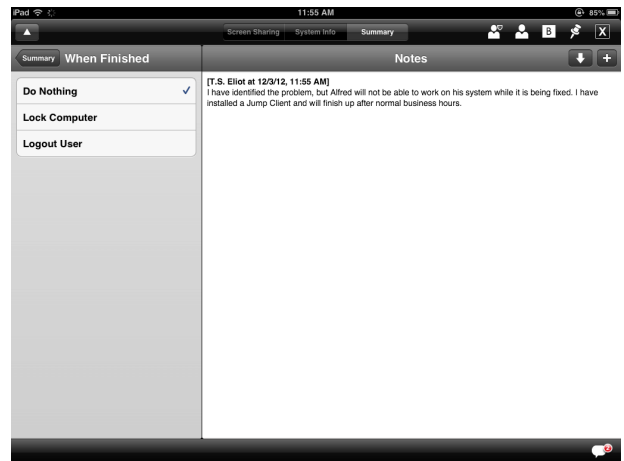 iPad 11:55 AM 85%
Screen Sharing System Info Summary B X
Summary When Finished Notes
Do Nothing
Lock Computer
Logout User
[T.S. Eliot at 12/3/12, 11:55 AM]
I have identified the problem, but Alfred will not be able to work on his system while it is being fixed. I have
installed a Jump Client and will finish up after normal business hours.